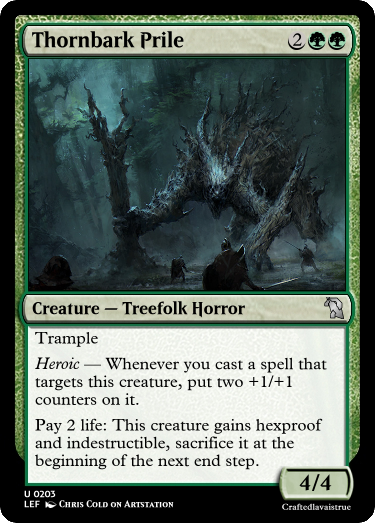 Thornbark Prile 2
Creature — Treefolk Horror
Trample
Heroic — Whenever you cast a spell that
targets this creature, put two +1/+1
counters on it.
Pay 2 life: This creature gains hexproof
and indestructible, sacrifice it at the
beginning of the next end step.
4/4
U 0203
LEF Chris Cold on Artstation
Craftedlavaistrue